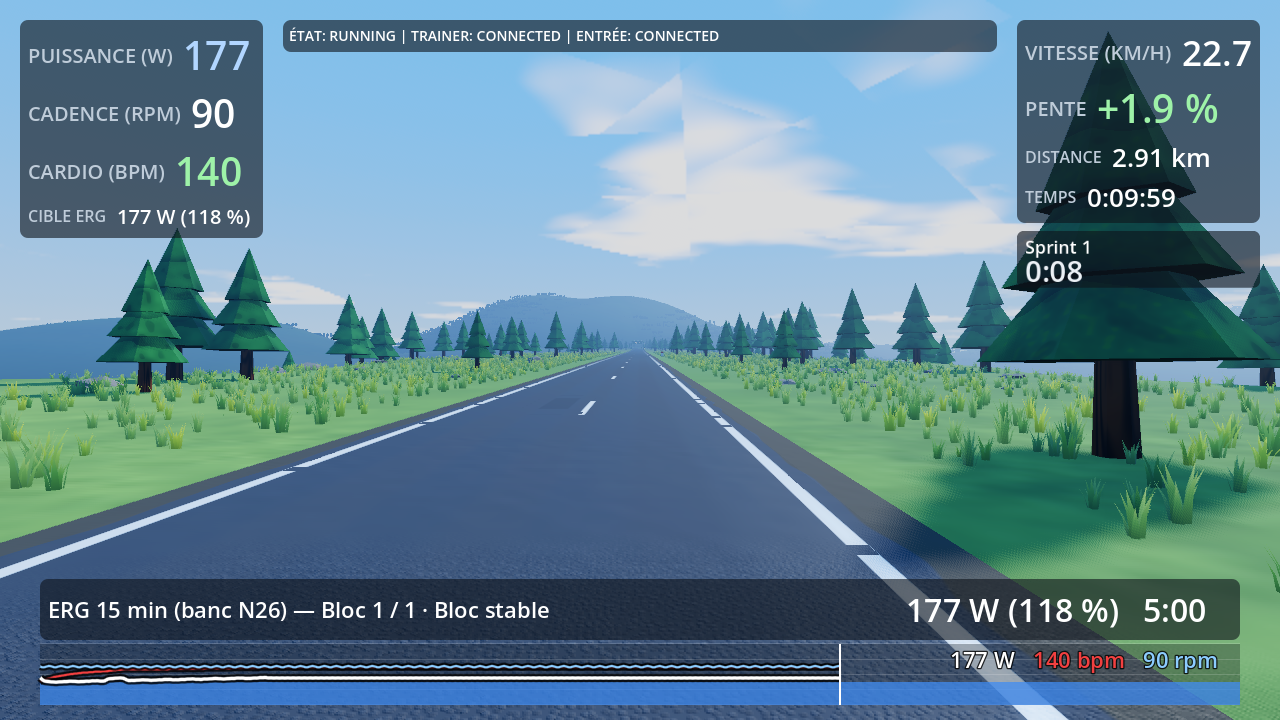 PUISSANCE (W) 177
CADENCE (RPM) 90
CARDIO (BPM) 140
CIBLE ERG 177 W (118 %)
ÉTAT: RUNNING | TRAINER: CONNECTED | ENTRÉE: CONNECTED
VITESSE (KM/H) 22.7
PENTE +1.9 %
DISTANCE 2.91 km
TEMPS 0:09:59
Sprint 1
0:08
ERG 15 min (banc N26) — Bloc 1 / 1 · Bloc stable 177 W (118 %) 5:00
177 W 140 bpm 90 rpm